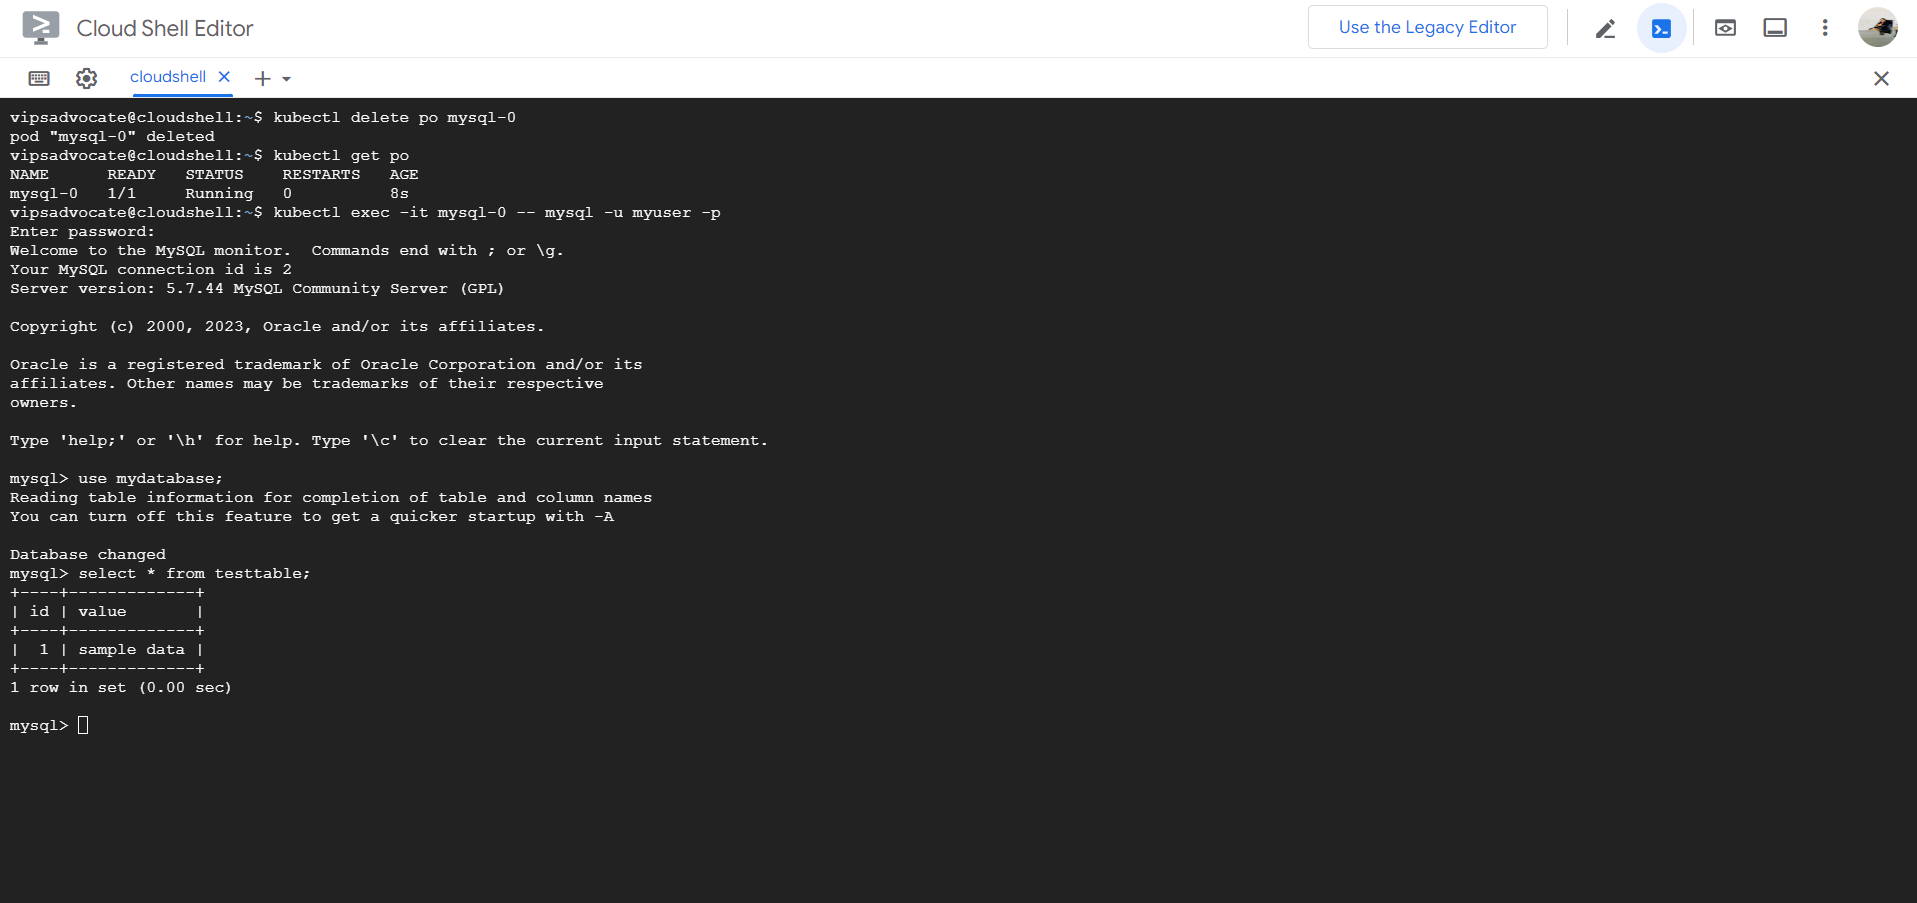 Cloud Shell Editor
Use the Legacy Editor
cloudshell
vipsadvocate@cloudshell:~$ kubectl delete po mysql-0
pod "mysql-0" deleted
vipsadvocate@cloudshell:~$ kubectl get po
NAME      READY   STATUS    RESTARTS   AGE
mysql-0   1/1     Running   0          8s
vipsadvocate@cloudshell:~$ kubectl exec -it mysql-0 -- mysql -u myuser -p
Enter password:
Welcome to the MySQL monitor.  Commands end with ; or \g.
Your MySQL connection id is 2
Server version: 5.7.44 MySQL Community Server (GPL)
Copyright (c) 2000, 2023, Oracle and/or its affiliates.
Oracle is a registered trademark of Oracle Corporation and/or its
affiliates. Other names may be trademarks of their respective
owners.
Type 'help;' or '\h' for help. Type '\c' to clear the current input statement.
mysql> use mydatabase;
Reading table information for completion of table and column names
You can turn off this feature to get a quicker startup with -A
Database changed
mysql> select * from testtable;
+----+-------------+
| id | value       |
+----+-------------+
|  1 | sample data |
+----+-------------+
1 row in set (0.00 sec)
mysql>